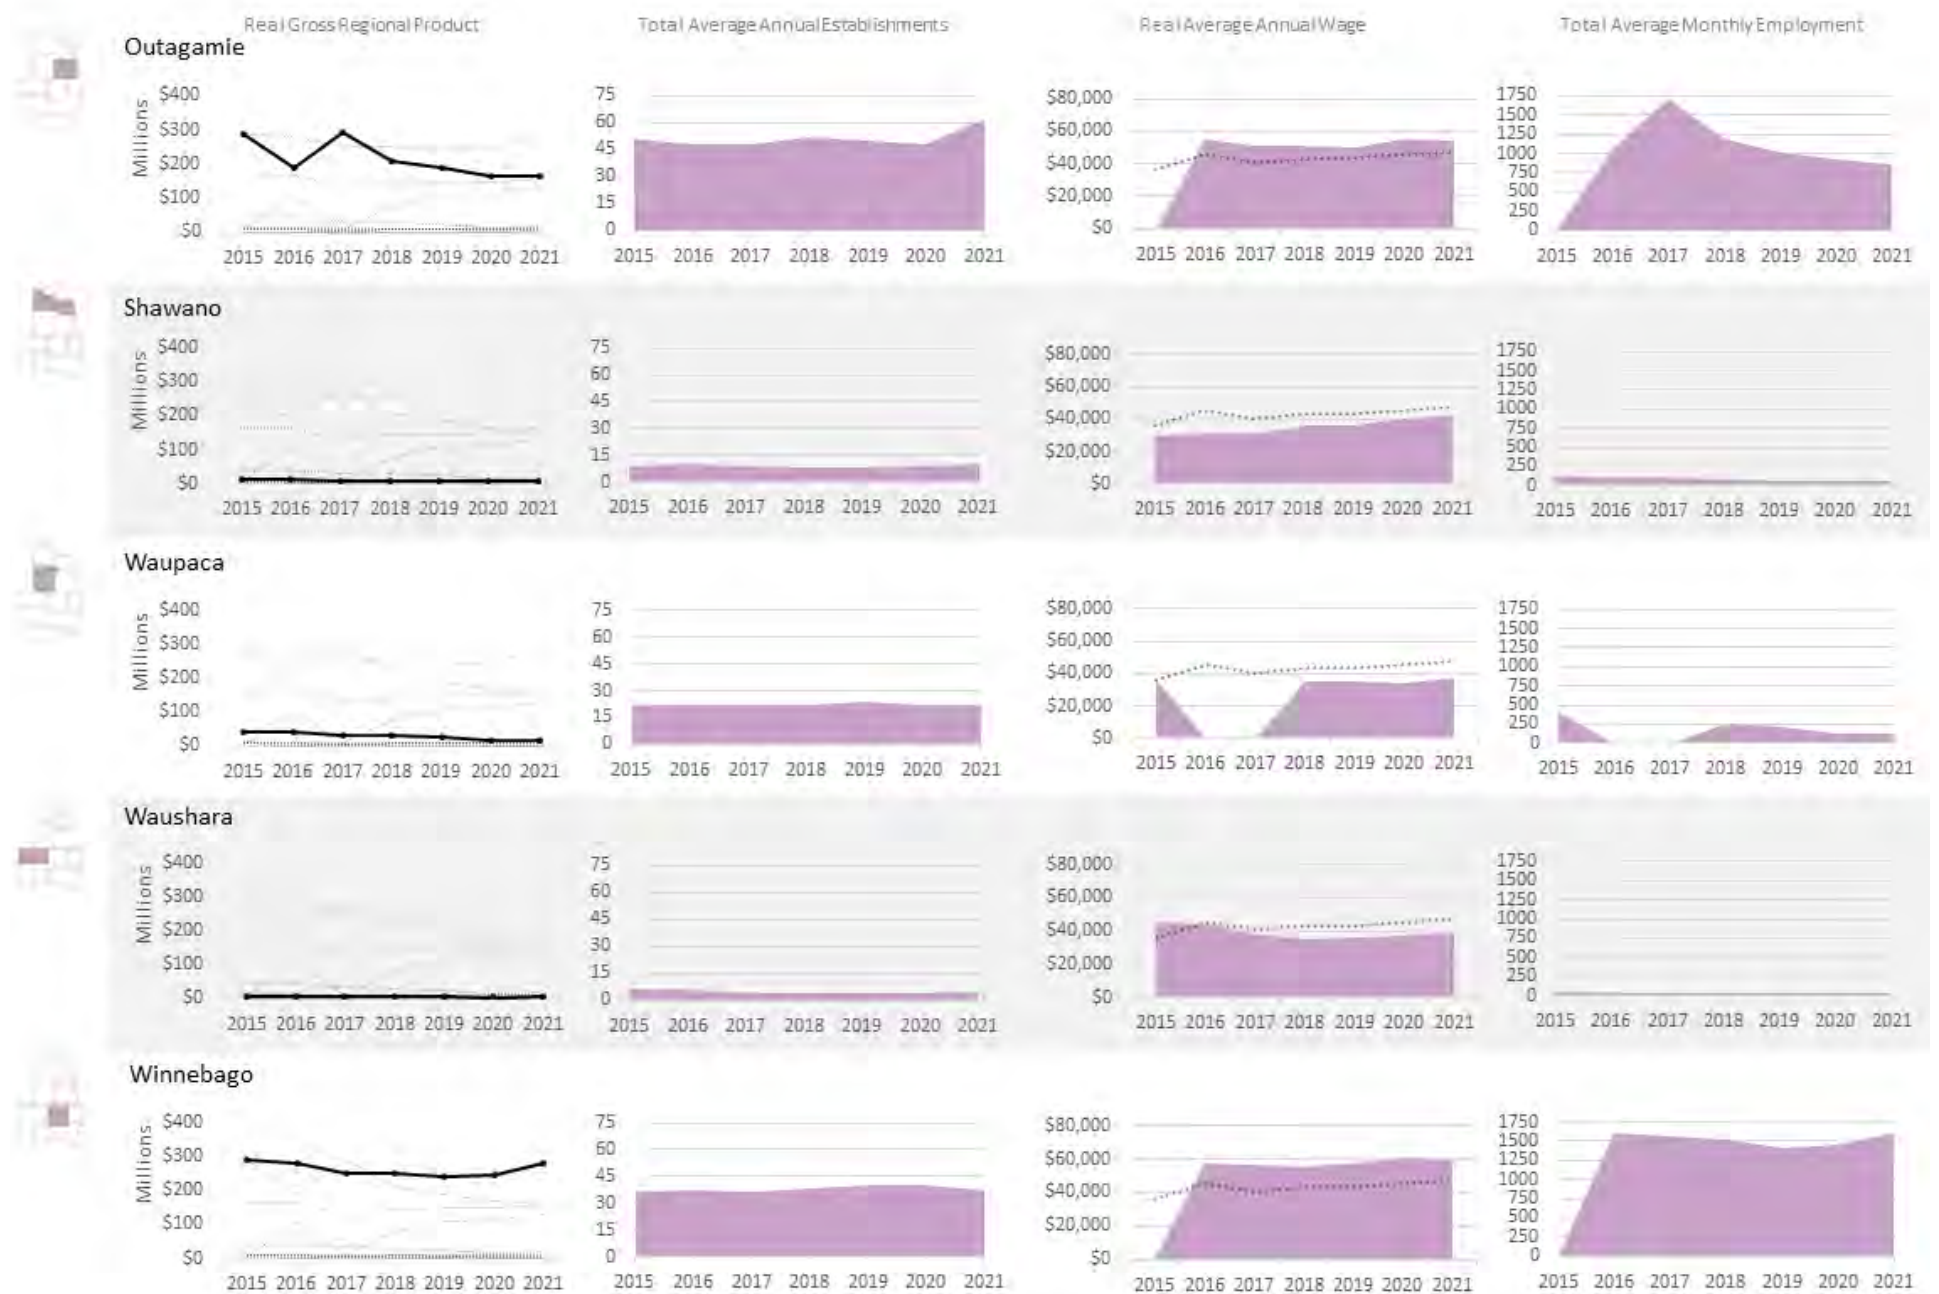 Real Gross Regional Product Total Average Annual Establishments Real Average Annual Wage Total Average Monthly Employment
Outagamie
Millions
$400 75 $80,000 1750
$300 60 $60,000 1500
$200 45 $40,000 1250
$100 30 $20,000 1000
$0 15 $0 750
0 500
250
0
2015 2016 2017 2018 2019 2020 2021 2015 2016 2017 2018 2019 2020 2021 2015 2016 2017 2018 2019 2020 2021 2015 2016 2017 2018 2019 2020 2021
Shawano
Millions
$400 75 $80,000 1750
$300 60 $60,000 1500
$200 45 $40,000 1250
$100 30 $20,000 1000
$0 15 $0 750
0 500
250
0
2015 2016 2017 2018 2019 2020 2021 2015 2016 2017 2018 2019 2020 2021 2015 2016 2017 2018 2019 2020 2021 2015 2016 2017 2018 2019 2020 2021
Waupaca
Millions
$400 75 $80,000 1750
$300 60 $60,000 1500
$200 45 $40,000 1250
$100 30 $20,000 1000
$0 15 $0 750
0 500
250
0
2015 2016 2017 2018 2019 2020 2021 2015 2016 2017 2018 2019 2020 2021 2015 2016 2017 2018 2019 2020 2021 2015 2016 2017 2018 2019 2020 2021
Waushara
Millions
$400 75 $80,000 1750
$300 60 $60,000 1500
$200 45 $40,000 1250
$100 30 $20,000 1000
$0 15 $0 750
0 500
250
0
2015 2016 2017 2018 2019 2020 2021 2015 2016 2017 2018 2019 2020 2021 2015 2016 2017 2018 2019 2020 2021 2015 2016 2017 2018 2019 2020 2021
Winnebago
Millions
$400 75 $80,000 1750
$300 60 $60,000 1500
$200 45 $40,000 1250
$100 30 $20,000 1000
$0 15 $0 750
0 500
250
0
2015 2016 2017 2018 2019 2020 2021 2015 2016 2017 2018 2019 2020 2021 2015 2016 2017 2018 2019 2020 2021 2015 2016 2017 2018 2019 2020 2021